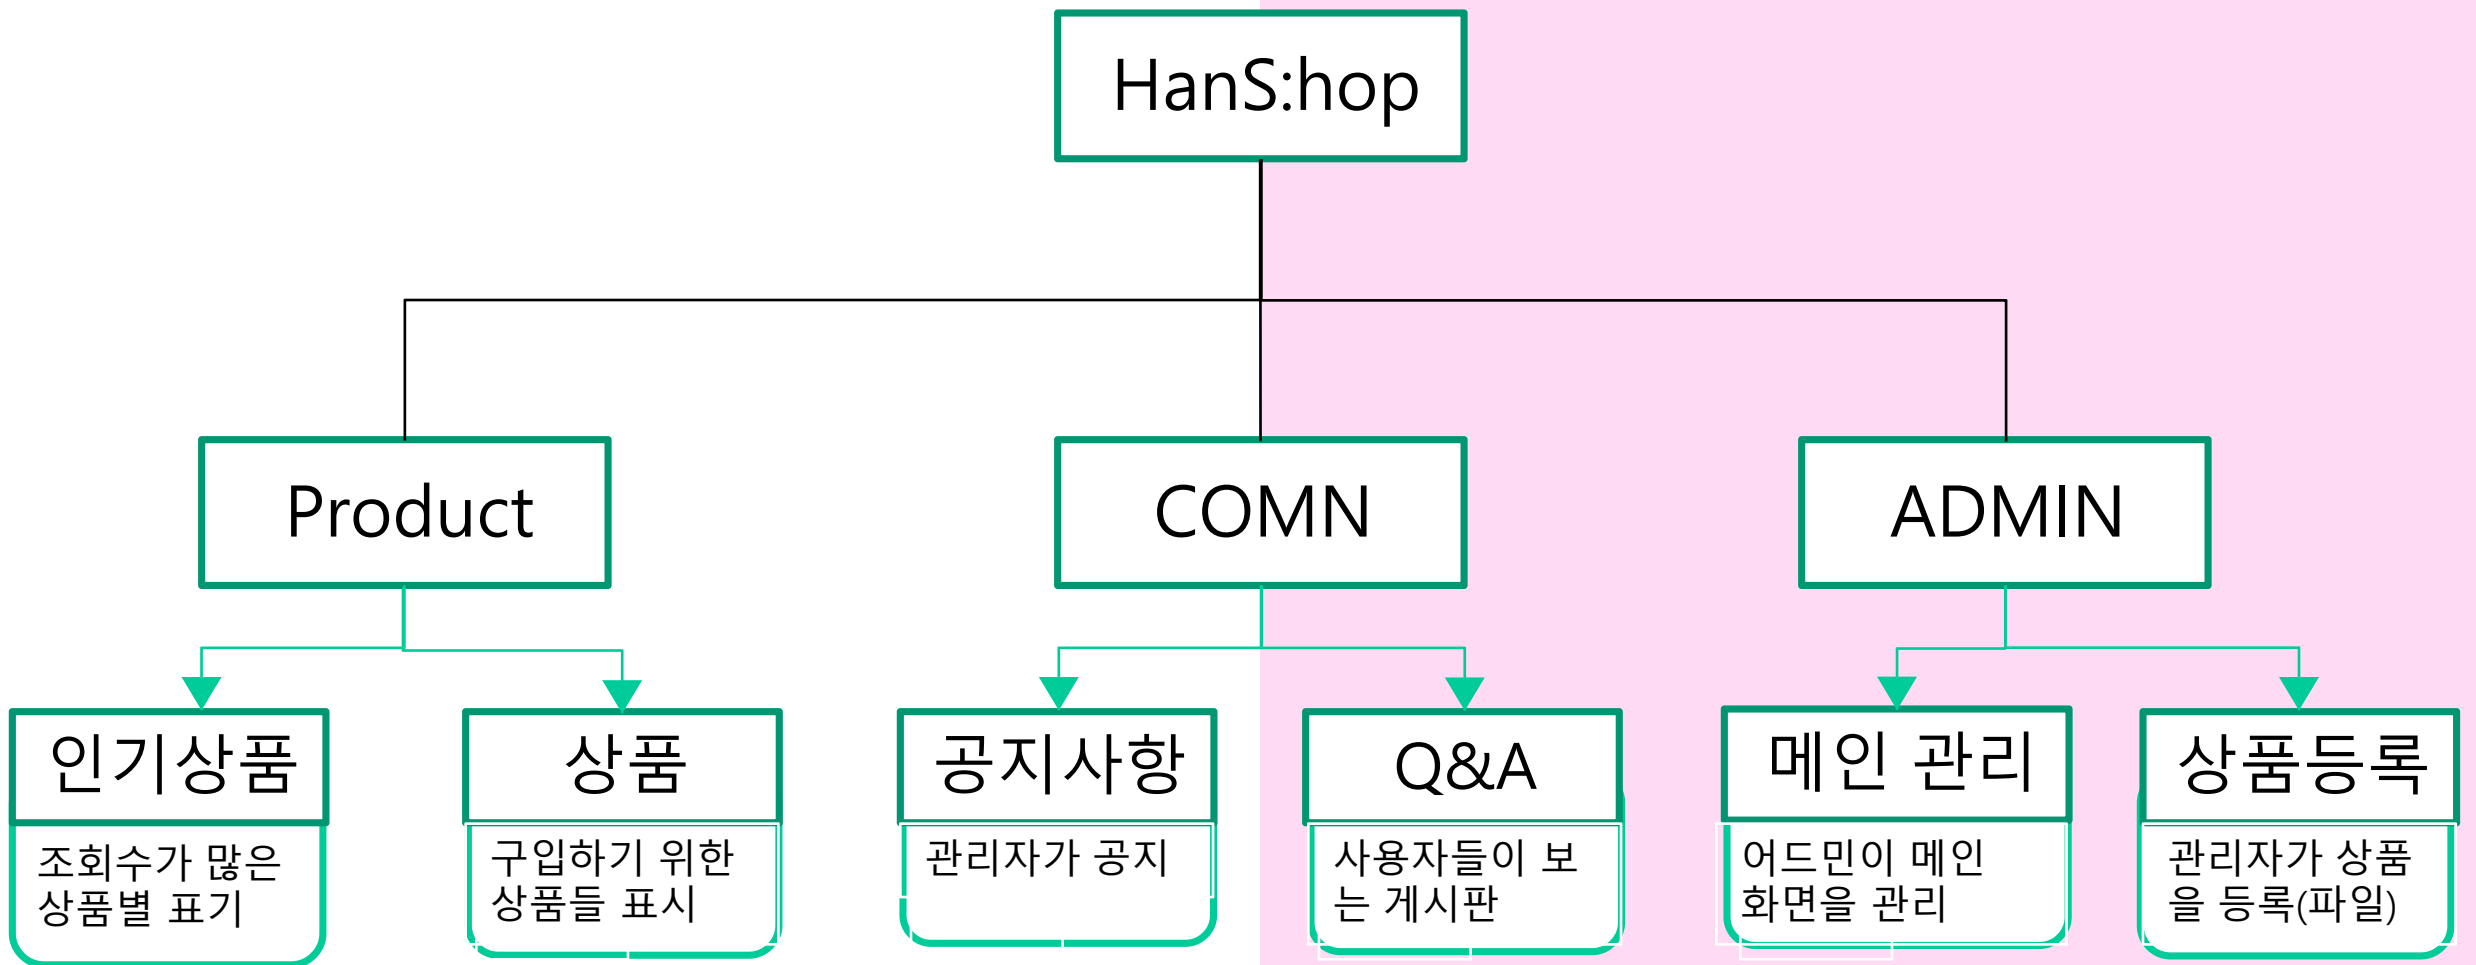 HanS:hop
Product
COMN
ADMIN
인기상품
조회수가 많은
상품별 표기
상품
구입하기 위한
상품들 표시
공지사항
관리자가 공지
Q&A
사용자들이 보
는 게시판
메인 관리
어드민이 메인
화면을 관리
상품등록
관리자가 상품
을 등록(파일)